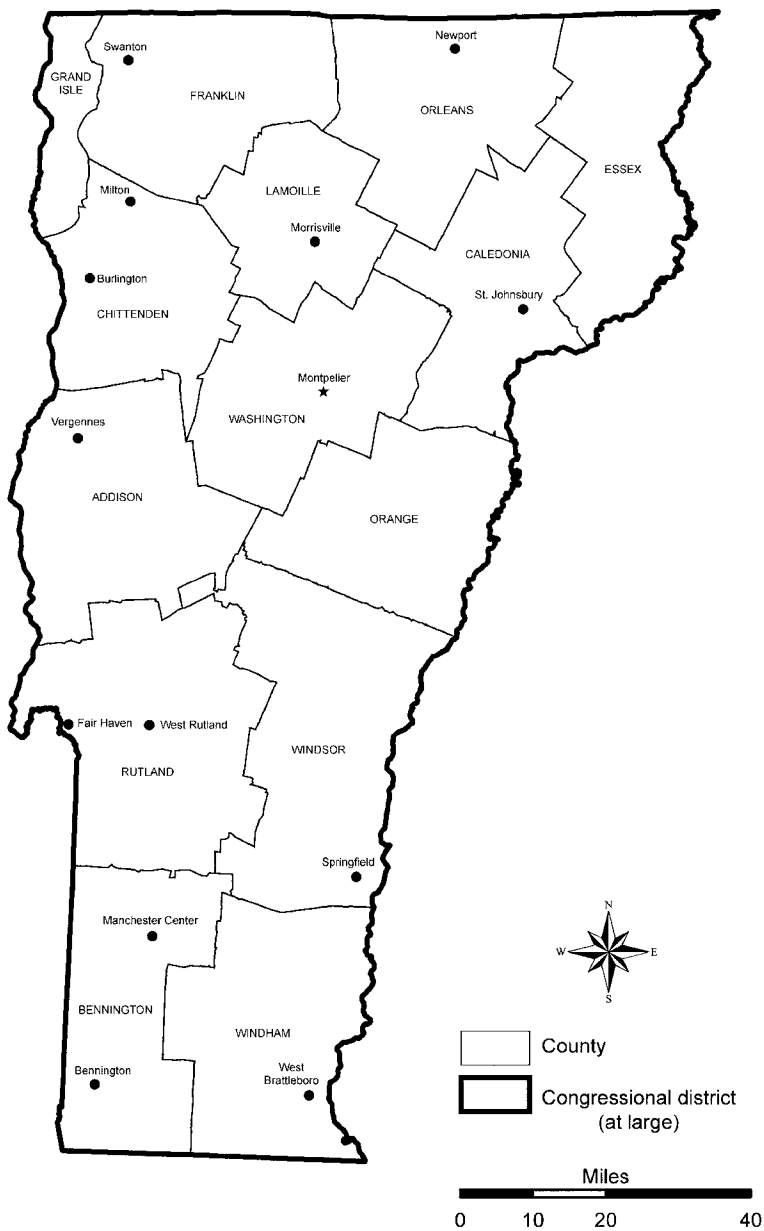 Swanton
Newport
GRAND
ISLE
FRANKLIN
ORLEANS
ESSEX
Milton
LAMOILLE
Morrisville
CALEDONIA
Burlington
St. Johnsbury
CHITTENDEN
Montpelier
Vergennes
WASHINGTON
ADDISON
ORANGE
Fair Haven
West Rutland
WINDSOR
RUTLAND
Springfield
Manchester Center
N
W
E
S
BENNINGTON
WINDHAM
County
Bennington
West
Brattleboro
Congressional district
(at large)
Miles
0 10 20 40